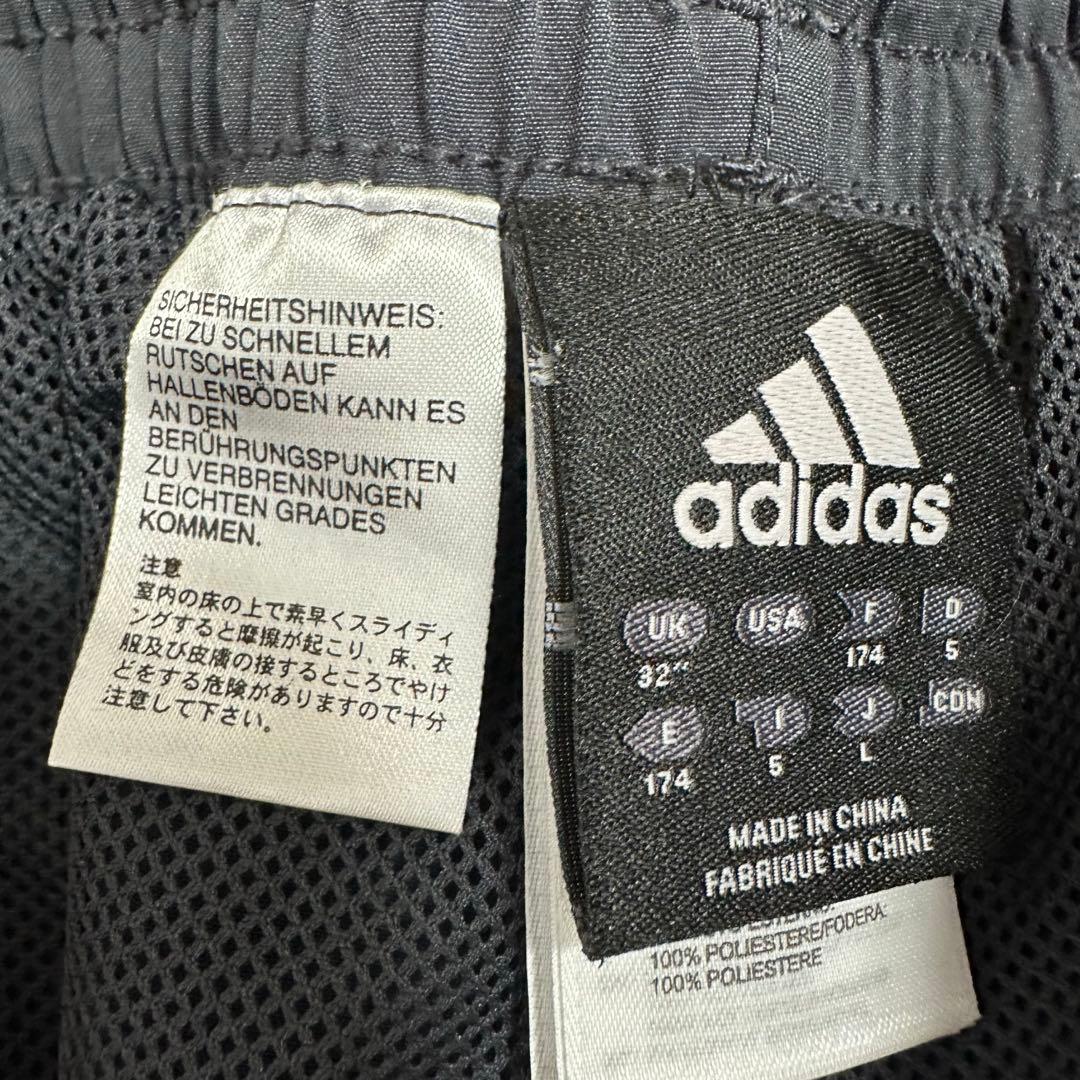 SICHERHEITSHINWEIS:
BEI ZU SCHNELLEM
RUTSCHEN AUF
HALLENBÖDEN KANN ES
AN DEN
BERÜHRUNGSPUNKTEN
ZU VERBRENNUNGEN
LEICHTEN GRADES
KOMMEN.
注意
室内の床の上で素早くスライディ
ングすると摩擦が起こり、床、衣
服及び皮膚の接するところでやけ
どをする危険がありますので十分
注意して下さい。
adidas
UK USA F D
32" 174 5
E I J CDN
174 5 L
MADE IN CHINA
FABRIQUE EN CHINE
100% POLIESTERE/FODERA:
100% POLIESTERE